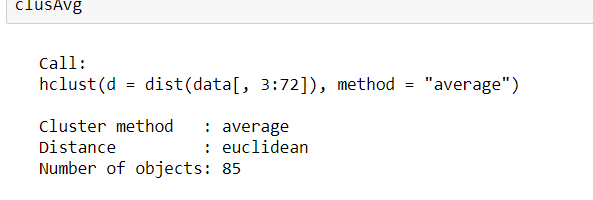 clusAvg
Call:
hclust(d = dist(data[, 3:72]), method = "average")
Cluster method   : average
Distance         : euclidean
Number of objects: 85